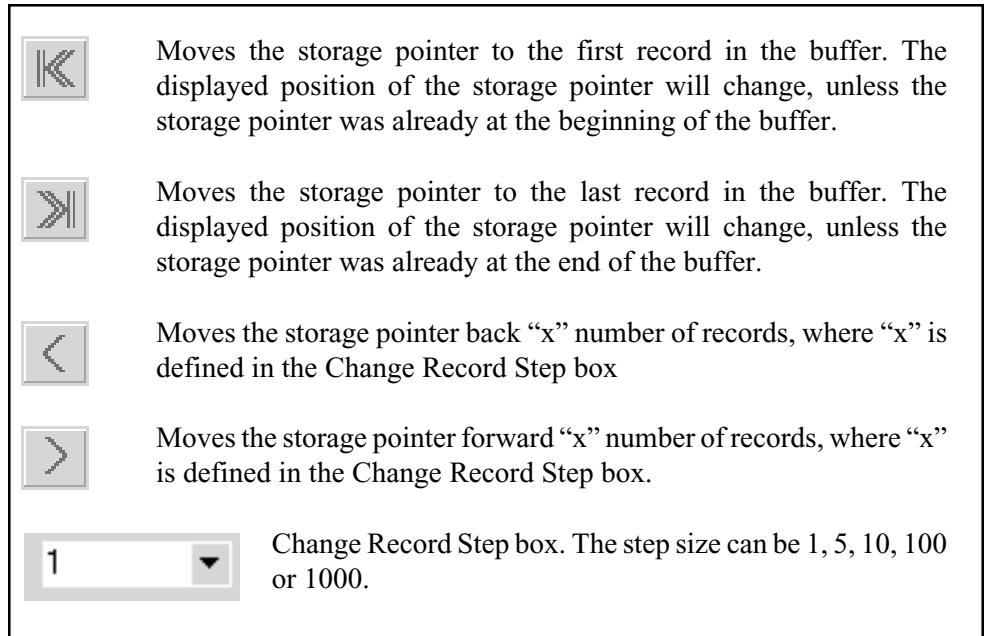 Moves the storage pointer to the first record in the buffer. The
displayed position of the storage pointer will change, unless the
storage pointer was already at the beginning of the buffer.
Moves the storage pointer to the last record in the buffer. The
displayed position of the storage pointer will change, unless the
storage pointer was already at the end of the buffer.
Moves the storage pointer back “x” number of records, where “x” is
defined in the Change Record Step box
Moves the storage pointer forward “x” number of records, where “x”
is defined in the Change Record Step box.
1
Change Record Step box. The step size can be 1, 5, 10, 100
or 1000.